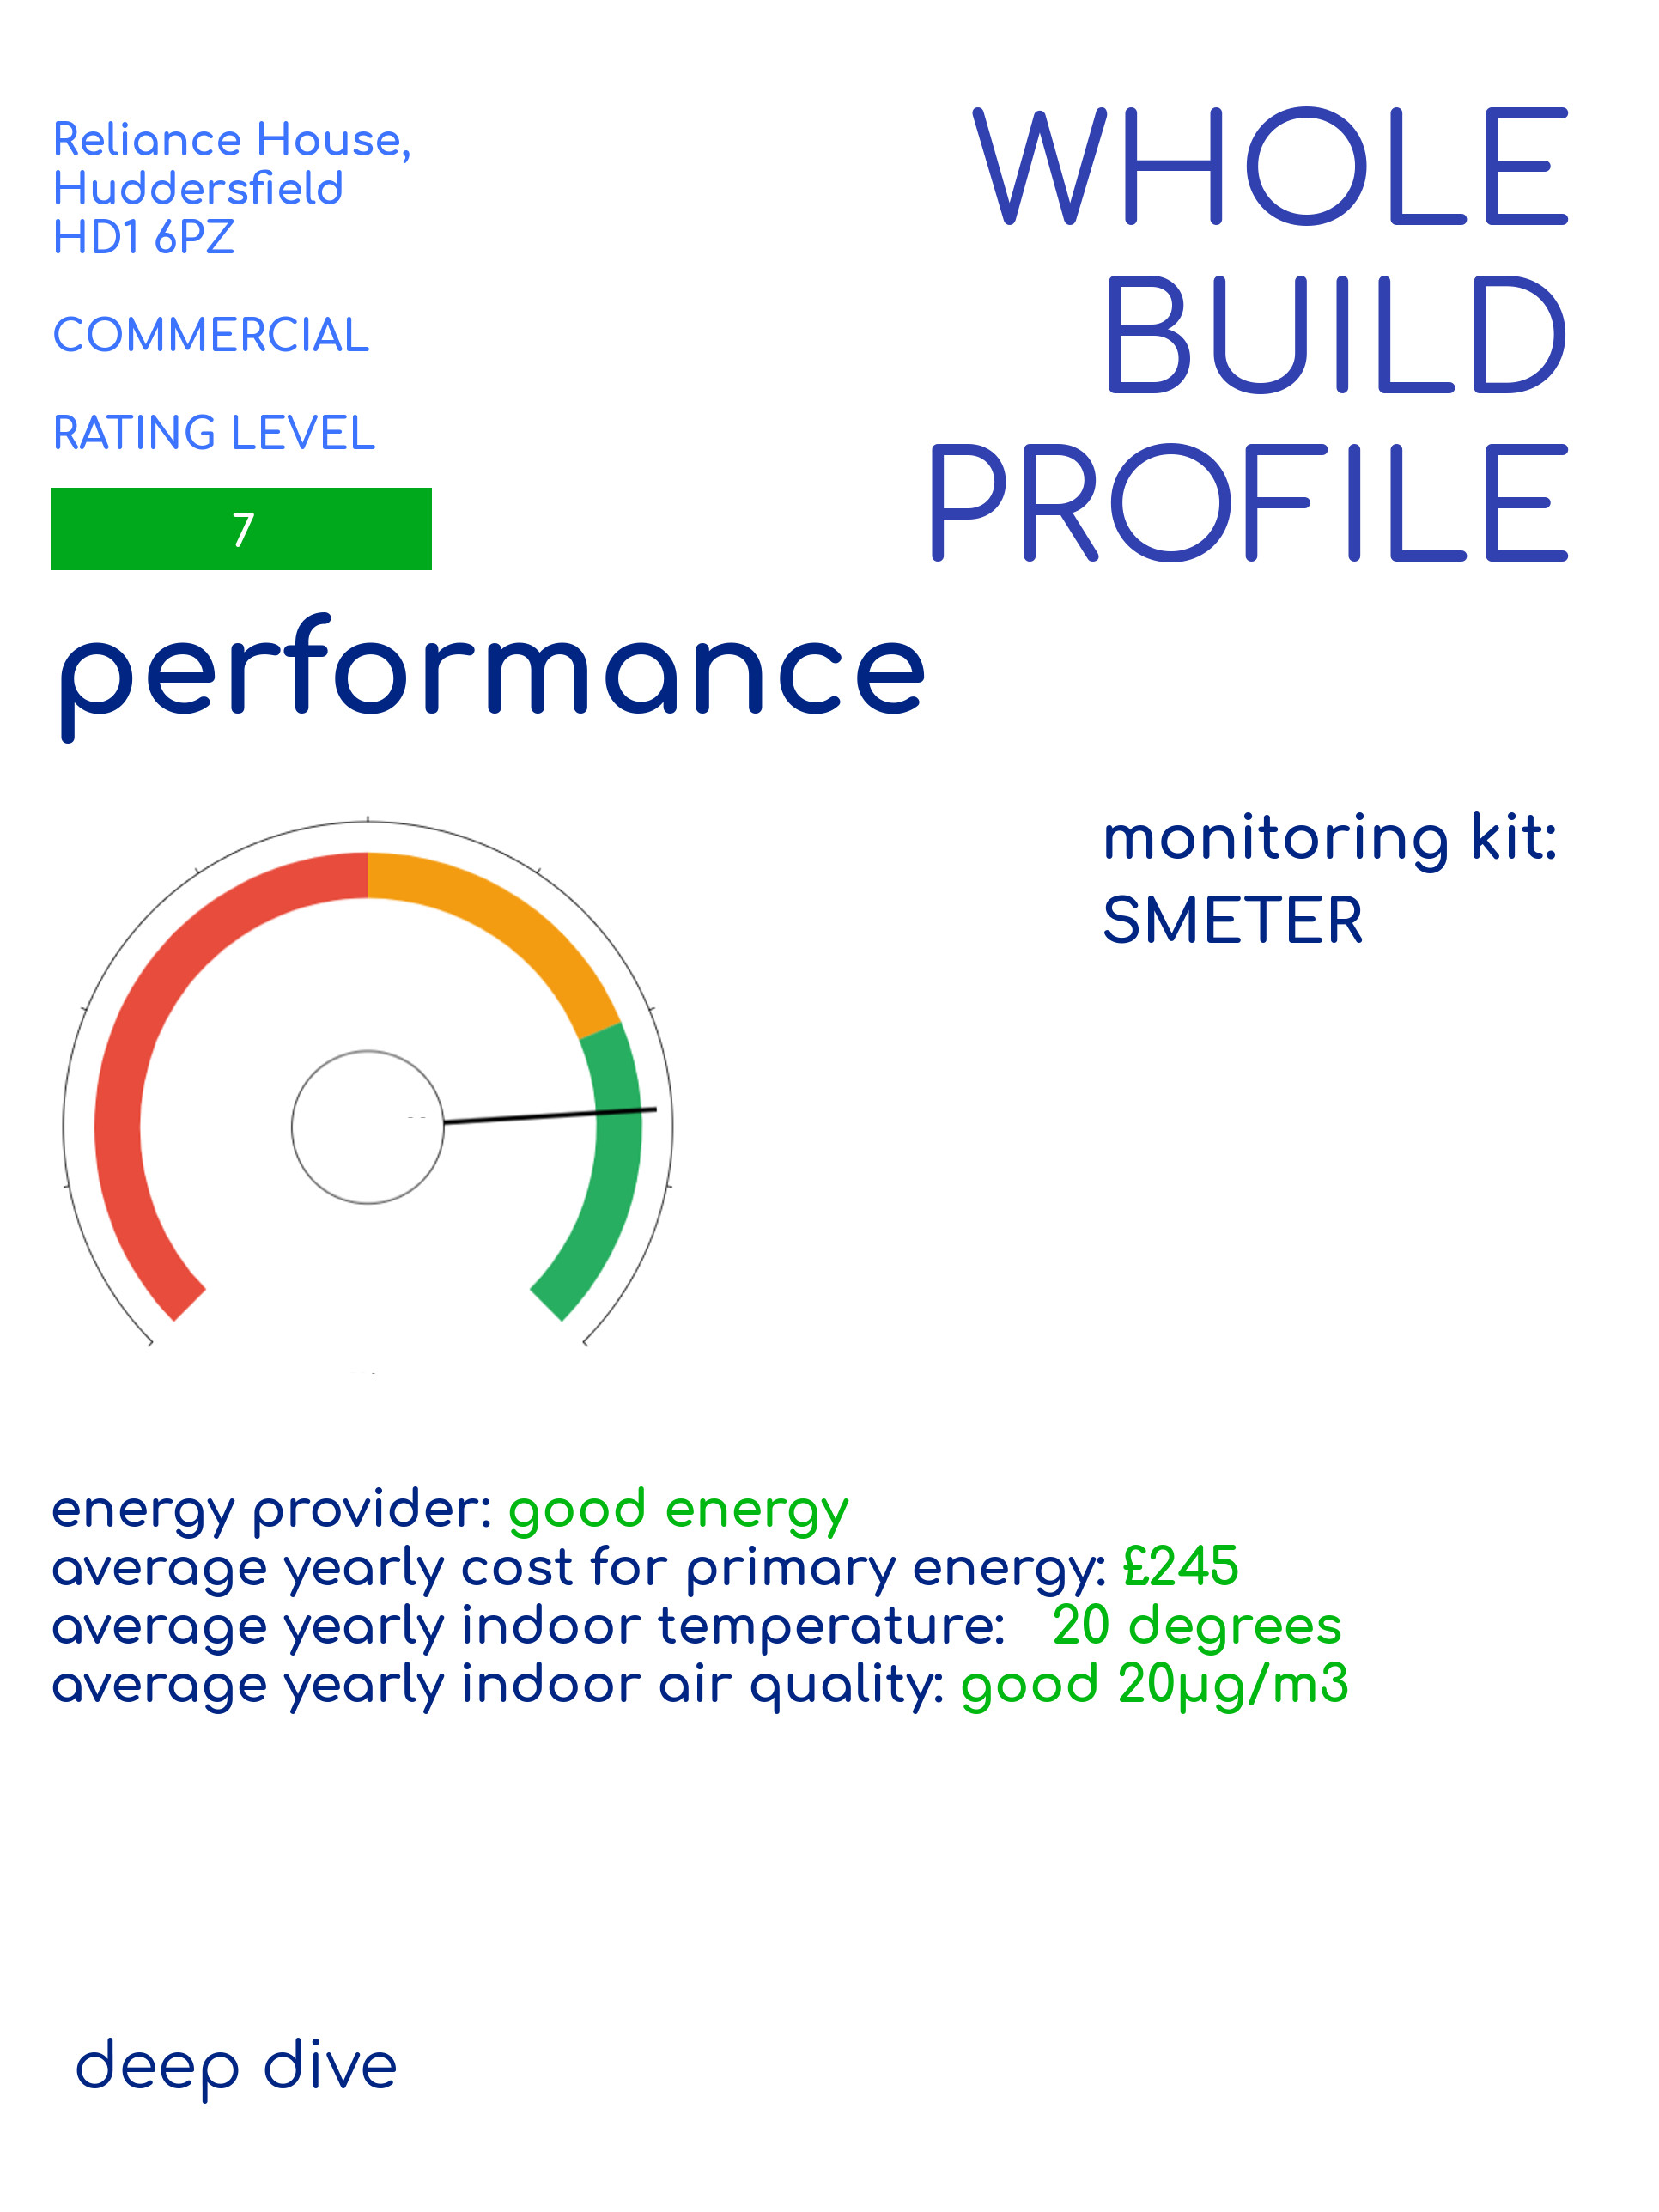 Reliance House,
Huddersfield
HD1 6PZ
COMMERCIAL
RATING LEVEL
7
WHOLE
BUILD
PROFILE
performance
monitoring kit:
SMETER
energy provider: good energy
average yearly cost for primary energy: £245
average yearly indoor temperature: 20 degrees
average yearly indoor air quality: good 20µg/m3
deep dive